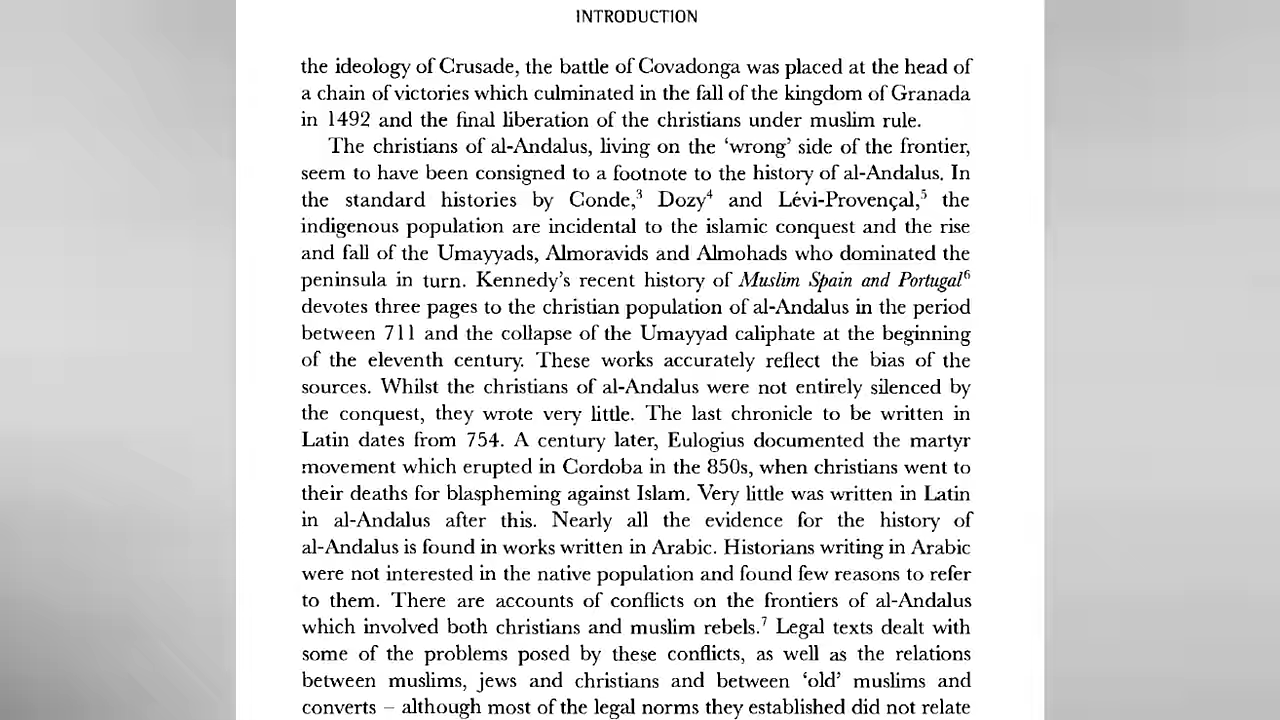 INTRODUCTION
the ideology of Crusade, the battle of Covadonga was placed at the head of
a chain of victories which culminated in the fall of the kingdom of Granada
in 1492 and the final liberation of the christians under muslim rule.
The christians of al-Andalus, living on the ‘wrong’ side of the frontier,
seem to have been consigned to a footnote to the history of al-Andalus. In
the standard histories by Conde,³ Dozy⁴ and Lévi-Provençal,⁵ the
indigenous population are incidental to the islamic conquest and the rise
and fall of the Umayyads, Almoravids and Almohads who dominated the
peninsula in turn. Kennedy’s recent history of Muslim Spain and Portugal⁶
devotes three pages to the christian population of al-Andalus in the period
between 711 and the collapse of the Umayyad caliphate at the beginning
of the eleventh century. These works accurately reflect the bias of the
sources. Whilst the christians of al-Andalus were not entirely silenced by
the conquest, they wrote very little. The last chronicle to be written in
Latin dates from 754. A century later, Eulogius documented the martyr
movement which erupted in Cordoba in the 850s, when christians went to
their deaths for blaspheming against Islam. Very little was written in Latin
in al-Andalus after this. Nearly all the evidence for the history of
al-Andalus is found in works written in Arabic. Historians writing in Arabic
were not interested in the native population and found few reasons to refer
to them. There are accounts of conflicts on the frontiers of al-Andalus
which involved both christians and muslim rebels.⁷ Legal texts dealt with
some of the problems posed by these conflicts, as well as the relations
between muslims, jews and christians and between ‘old’ muslims and
converts – although most of the legal norms they established did not relate